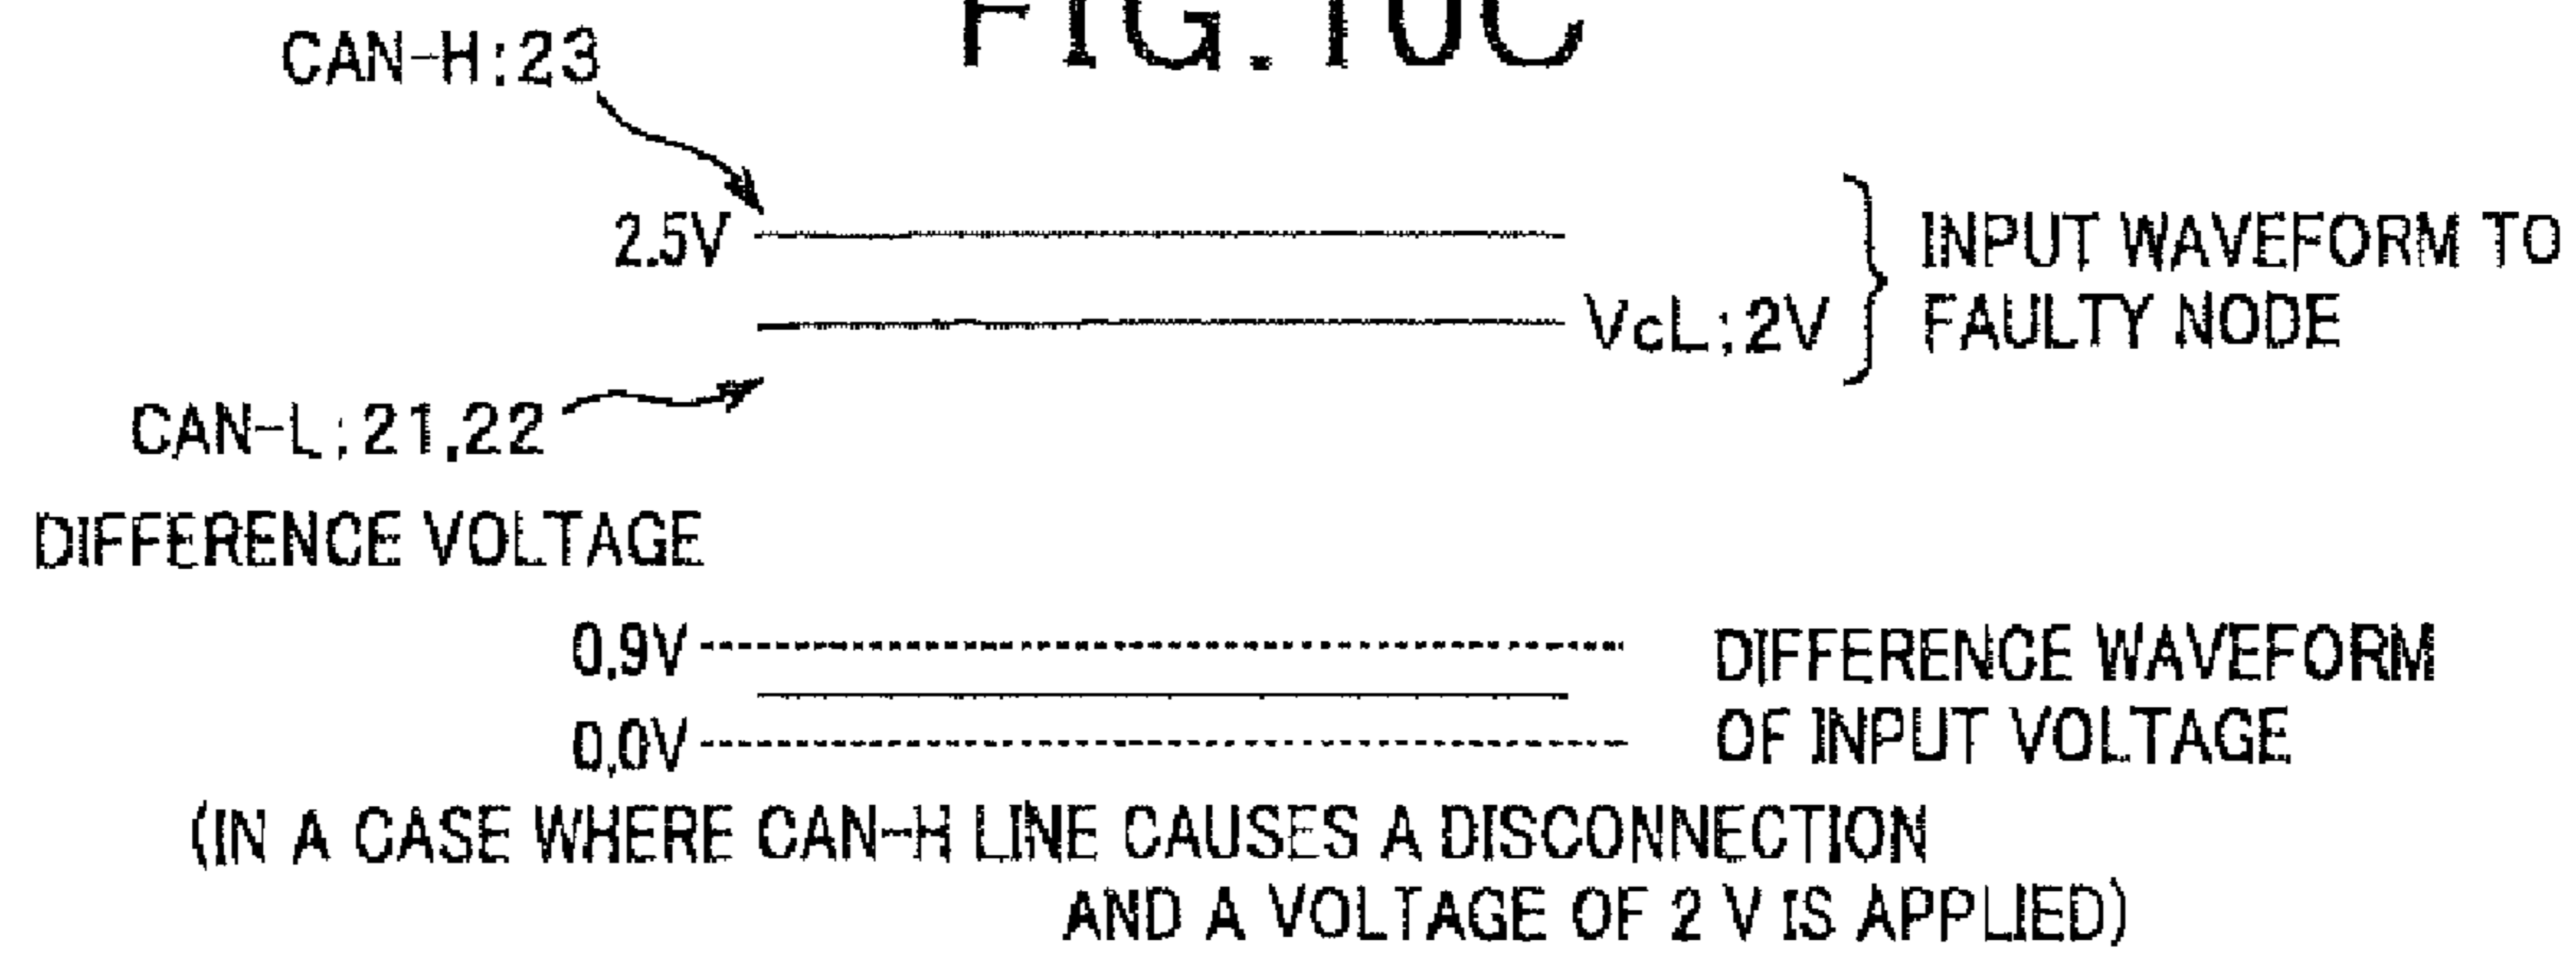 FIG.10C
CAN-H:23
2.5V
INPUT WAVEFORM TO
FAULTY NODE
VcL:2V
CAN-L:21,22
DIFFERENCE VOLTAGE
0.9V
DIFFERENCE WAVEFORM
OF INPUT VOLTAGE
0.0V
(IN A CASE WHERE CAN-H LINE CAUSES A DISCONNECTION
AND A VOLTAGE OF 2 V IS APPLIED)